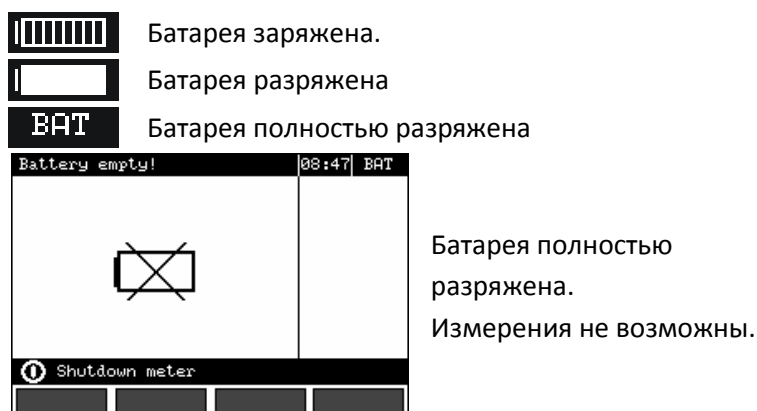 Батарея заряжена.
Батарея разряжена
BAT Батарея полностью разряжена
Battery empty! 08:47 BAT
Батарея полностью
разряжена.
Измерения не возможны.
Shutdown meter